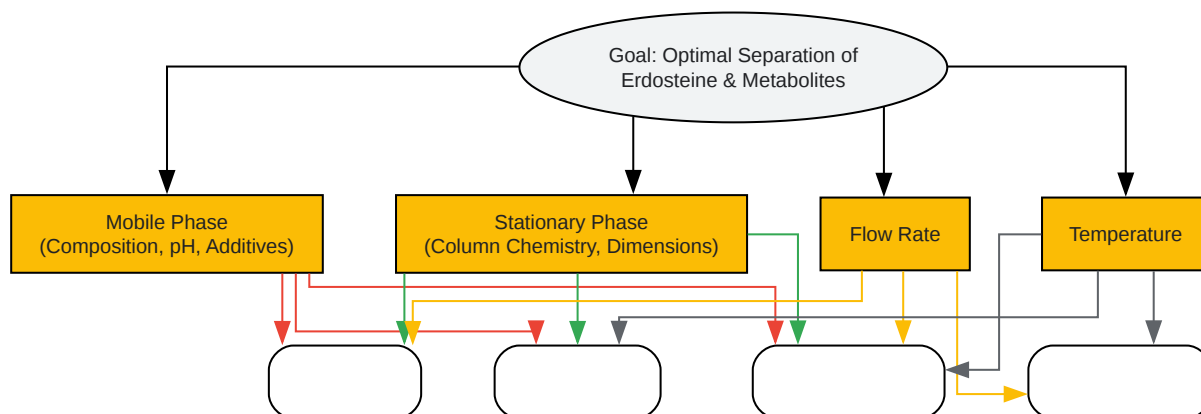 Goal: Optimal Separation of
Erdosteine & Metabolites
Mobile Phase
(Composition, pH, Additives)
Stationary Phase
(Column Chemistry, Dimensions)
Flow Rate
Temperature